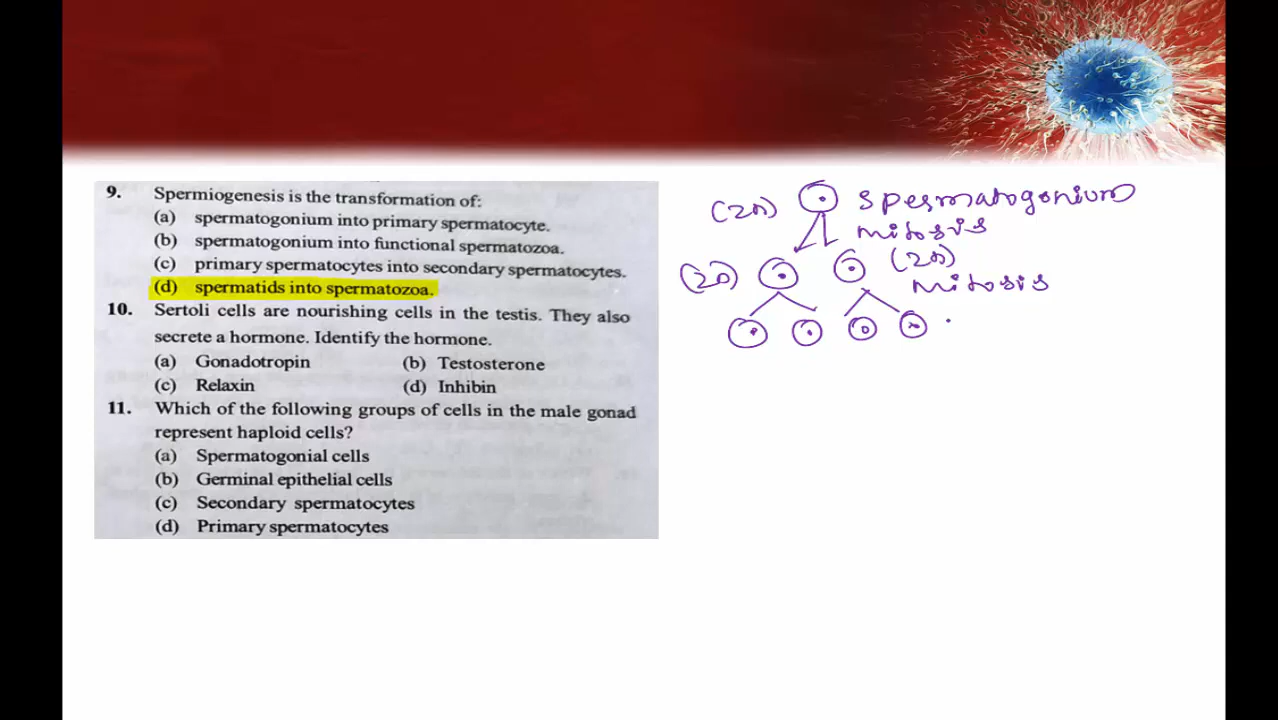 9. Spermiogenesis is the transformation of:
(a) spermatogonium into primary spermatocyte.
(b) spermatogonium into functional spermatozoa.
(c) primary spermatocytes into secondary spermatocytes.
(d) spermatids into spermatozoa.
10. Sertoli cells are nourishing cells in the testis. They also
secrete a hormone. Identify the hormone.
(a) Gonadotropin (b) Testosterone
(c) Relaxin (d) Inhibin
11. Which of the following groups of cells in the male gonad
represent haploid cells?
(a) Spermatogonial cells
(b) Germinal epithelial cells
(c) Secondary spermatocytes
(d) Primary spermatocytes
(2n) Spermatogonium
mitosis
(2n) (2n)
mitosis